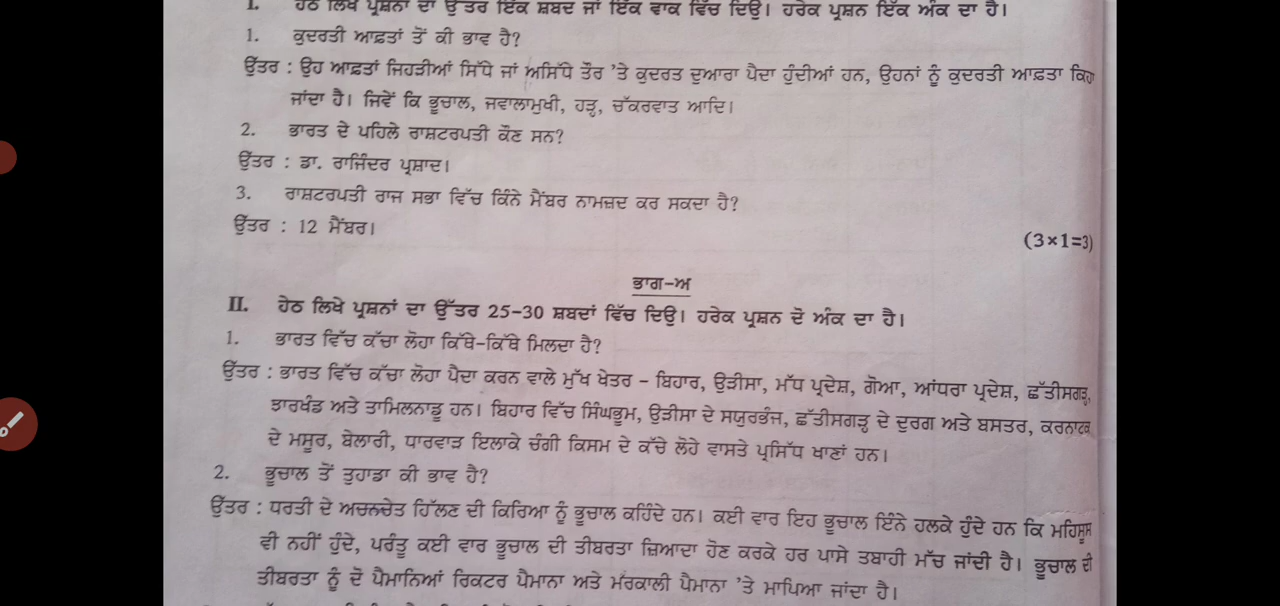 I. ਹੇਠ ਲਿਖੇ ਪ੍ਰਸ਼ਨਾਂ ਦਾ ਉੱਤਰ ਇੱਕ ਸ਼ਬਦ ਜਾਂ ਇੱਕ ਵਾਕ ਵਿੱਚ ਦਿਉ। ਹਰੇਕ ਪ੍ਰਸ਼ਨ ਇੱਕ ਅੰਕ ਦਾ ਹੈ।
1. ਕੁਦਰਤੀ ਆਫ਼ਤਾਂ ਤੋਂ ਕੀ ਭਾਵ ਹੈ?
ਉੱਤਰ : ਉਹ ਆਫ਼ਤਾਂ ਜਿਹੜੀਆਂ ਸਿੱਧੇ ਜਾਂ ਅਸਿੱਧੇ ਤੌਰ 'ਤੇ ਕੁਦਰਤ ਦੁਆਰਾ ਪੈਦਾ ਹੁੰਦੀਆਂ ਹਨ, ਉਹਨਾਂ ਨੂੰ ਕੁਦਰਤੀ ਆਫ਼ਤਾ ਕਿਹਾ
ਜਾਂਦਾ ਹੈ। ਜਿਵੇਂ ਕਿ ਭੂਚਾਲ, ਜਵਾਲਾਮੁਖੀ, ਹੜ੍ਹ, ਚੱਕਰਵਾਤ ਆਦਿ।
2. ਭਾਰਤ ਦੇ ਪਹਿਲੇ ਰਾਸ਼ਟਰਪਤੀ ਕੌਣ ਸਨ?
ਉੱਤਰ : ਡਾ. ਰਾਜਿੰਦਰ ਪ੍ਰਸ਼ਾਦ।
3. ਰਾਸ਼ਟਰਪਤੀ ਰਾਜ ਸਭਾ ਵਿੱਚ ਕਿੰਨੇ ਮੈਂਬਰ ਨਾਮਜ਼ਦ ਕਰ ਸਕਦਾ ਹੈ?
ਉੱਤਰ : 12 ਮੈਂਬਰ।
(3×1=3)
ਭਾਗ-ਅ
II. ਹੇਠ ਲਿਖੇ ਪ੍ਰਸ਼ਨਾਂ ਦਾ ਉੱਤਰ 25-30 ਸ਼ਬਦਾਂ ਵਿੱਚ ਦਿਉ। ਹਰੇਕ ਪ੍ਰਸ਼ਨ ਦੋ ਅੰਕ ਦਾ ਹੈ।
1. ਭਾਰਤ ਵਿੱਚ ਕੱਚਾ ਲੋਹਾ ਕਿੱਥੇ-ਕਿੱਥੇ ਮਿਲਦਾ ਹੈ?
ਉੱਤਰ : ਭਾਰਤ ਵਿੱਚ ਕੱਚਾ ਲੋਹਾ ਪੈਦਾ ਕਰਨ ਵਾਲੇ ਮੁੱਖ ਖੇਤਰ – ਬਿਹਾਰ, ਉੜੀਸਾ, ਮੱਧ ਪ੍ਰਦੇਸ਼, ਗੋਆ, ਆਂਧਰਾ ਪ੍ਰਦੇਸ਼, ਛੱਤੀਸਗੜ੍ਹ,
ਝਾਰਖੰਡ ਅਤੇ ਤਾਮਿਲਨਾਡੂ ਹਨ। ਬਿਹਾਰ ਵਿੱਚ ਸਿੰਘਭੂਮ, ਉੜੀਸਾ ਦੇ ਸਯੁਰਭੰਜ, ਛੱਤੀਸਗੜ੍ਹ ਦੇ ਦੁਰਗ ਅਤੇ ਬਸਤਰ, ਕਰਨਾਟਕ
ਦੇ ਮਸੂਰ, ਬੇਲਾਰੀ, ਧਾਰਵਾੜ ਇਲਾਕੇ ਚੰਗੀ ਕਿਸਮ ਦੇ ਕੱਚੇ ਲੋਹੇ ਵਾਸਤੇ ਪ੍ਰਸਿੱਧ ਖਾਣਾਂ ਹਨ।
2. ਭੂਚਾਲ ਤੋਂ ਤੁਹਾਡਾ ਕੀ ਭਾਵ ਹੈ?
ਉੱਤਰ : ਧਰਤੀ ਦੇ ਅਚਨਚੇਤ ਹਿੱਲਣ ਦੀ ਕਿਰਿਆ ਨੂੰ ਭੂਚਾਲ ਕਹਿੰਦੇ ਹਨ। ਕਈ ਵਾਰ ਇਹ ਭੂਚਾਲ ਇੰਨੇ ਹਲਕੇ ਹੁੰਦੇ ਹਨ ਕਿ ਮਹਿਸੂਸ
ਵੀ ਨਹੀਂ ਹੁੰਦੇ, ਪਰੰਤੂ ਕਈ ਵਾਰ ਭੂਚਾਲ ਦੀ ਤੀਬਰਤਾ ਜ਼ਿਆਦਾ ਹੋਣ ਕਰਕੇ ਹਰ ਪਾਸੇ ਤਬਾਹੀ ਮੱਚ ਜਾਂਦੀ ਹੈ। ਭੂਚਾਲ ਦੀ
ਤੀਬਰਤਾ ਨੂੰ ਦੋ ਪੈਮਾਨਿਆਂ ਰਿਕਟਰ ਪੈਮਾਨਾ ਅਤੇ ਮੱਰਕਾਲੀ ਪੈਮਾਨਾ 'ਤੇ ਮਾਪਿਆ ਜਾਂਦਾ ਹੈ।